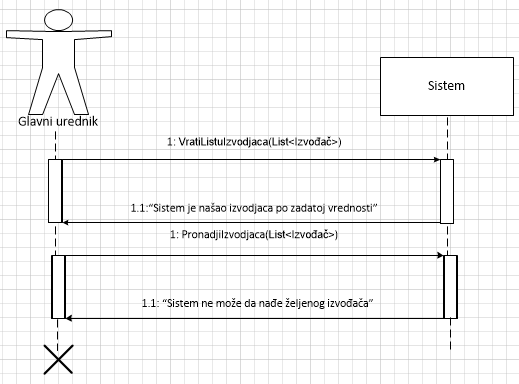 Glavni urednik
Sistem
1: VratiListuIzvodjaca(List<Izvođač>)
1.1:“Sistem je našao izvodjaca po zadatoj vrednosti”
1: PronadjiIzvodjaca(List<Izvođač>)
1.1: “Sistem ne može da nađe željenog izvođača”